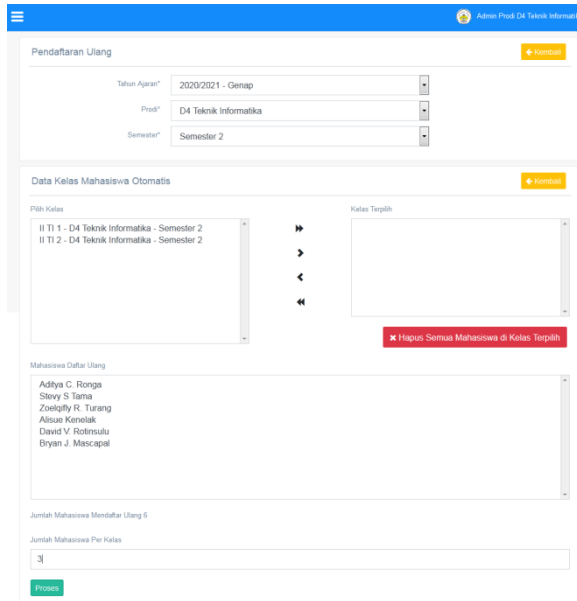 Admin Prodi D4 Teknik Informati
Pendaftaran Ulang
Kembali
Tahun Ajaran*
2020/2021 - Genap
Prodi*
D4 Teknik Informatika
Semester*
Semester 2
Data Kelas Mahasiswa Otomatis
Kembali
Pilih Kelas
Kelas Terpilih
II TI 1 - D4 Teknik Informatika - Semester 2
II TI 2 - D4 Teknik Informatika - Semester 2
Hapus Semua Mahasiswa di Kelas Terpilih
Mahasiswa Daftar Ulang
Aditya C. Ronga
Stevy S Tama
Zoelqifly R. Turang
Alisue Kenelak
David V. Rotinsulu
Bryan J. Mascapal
Jumlah Mahasiswa Mendaftar Ulang 6
Jumlah Mahasiswa Per Kelas
3
Proses